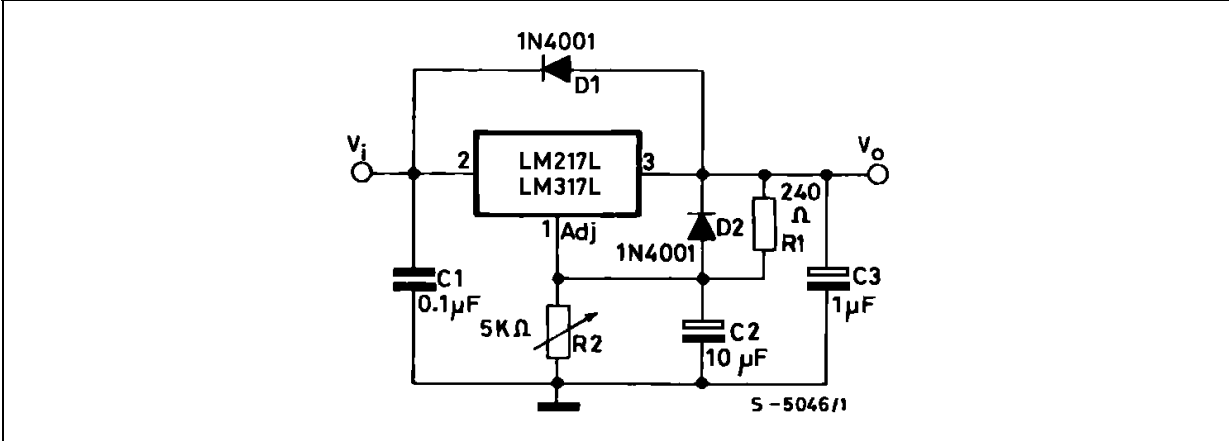 1N4001
D1
Vi
2
LM217L
LM317L
3
Vo
1
Adj
D2
1N4001
240
Ω
R1
C1
0.1µF
C3
1µF
5KΩ
R2
C2
10 µF
S-5046/1